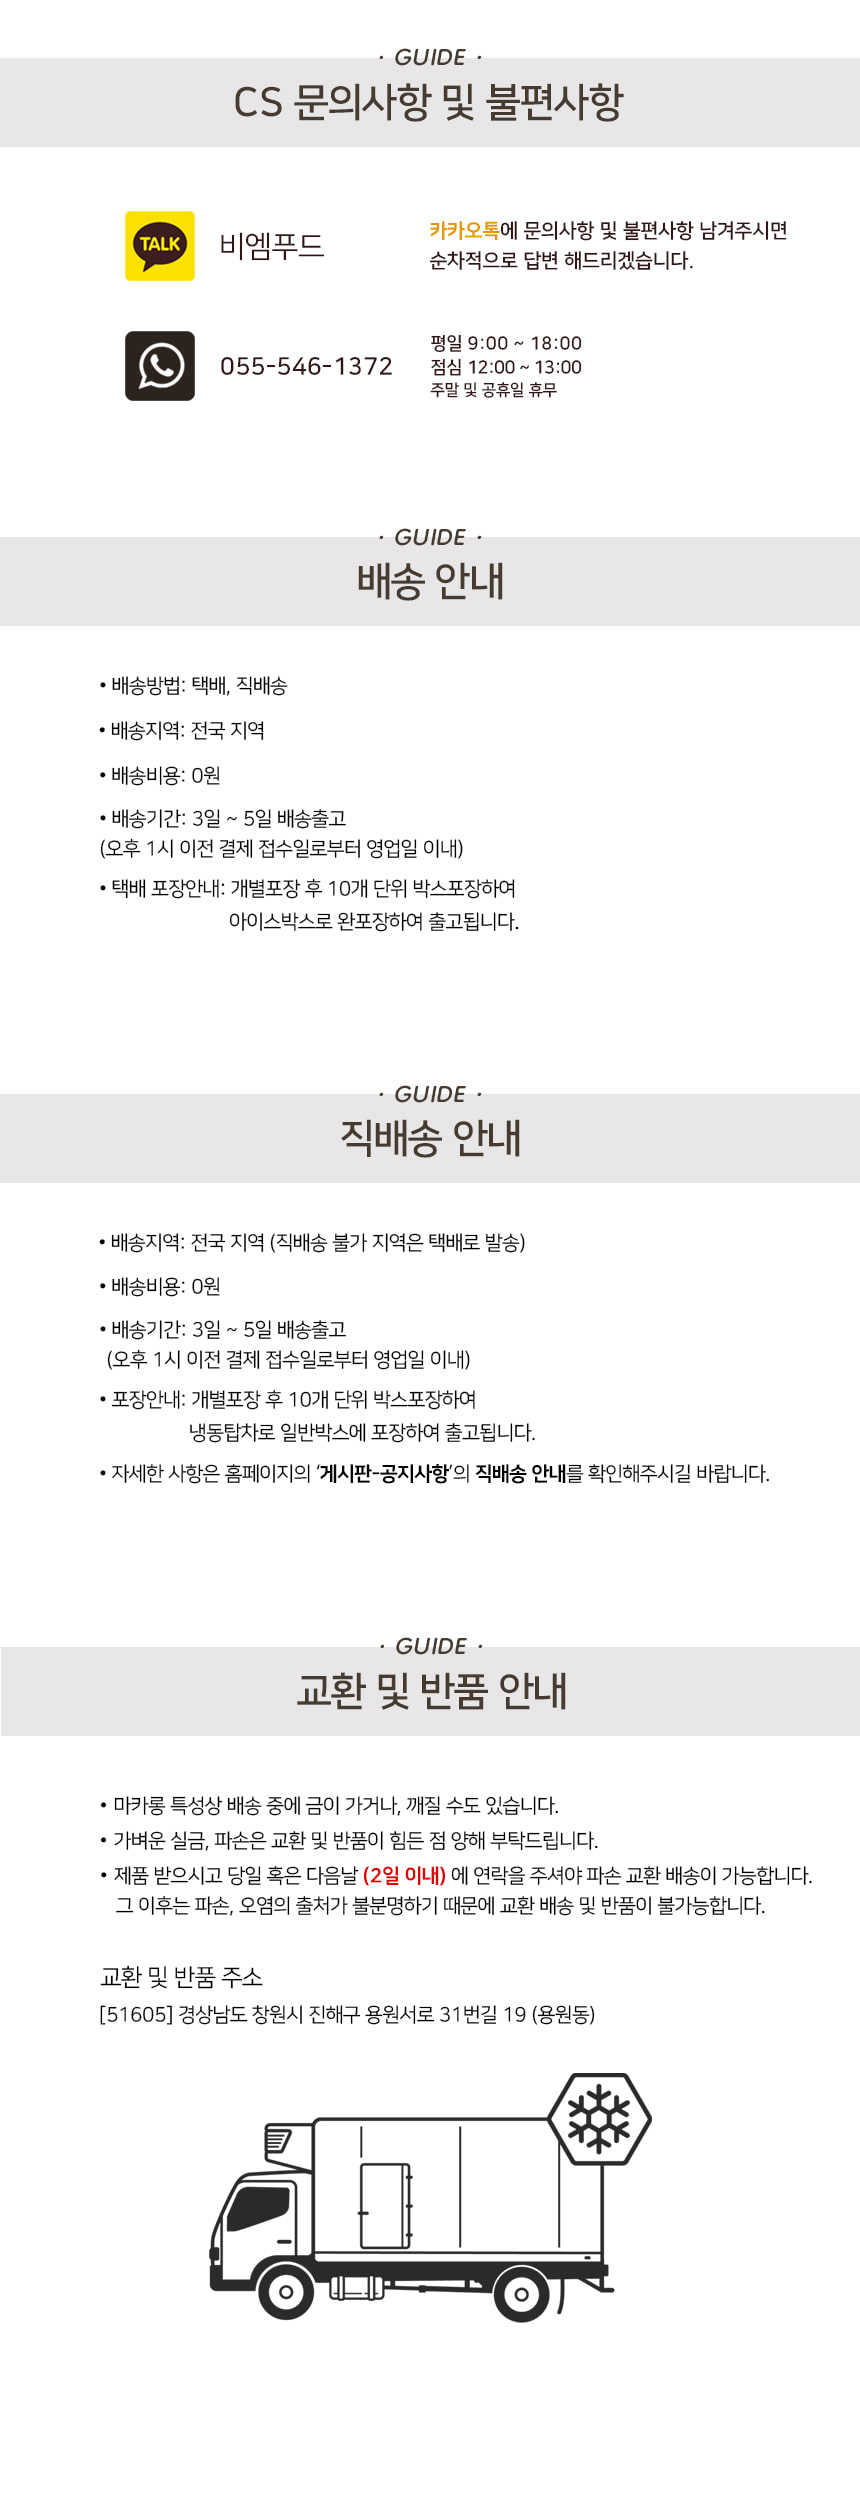 · GUIDE ·
CS 문의사항 및 불편사항
TALK
비엠푸드
카카오톡에 문의사항 및 불편사항 남겨주시면
순차적으로 답변 해드리겠습니다.
055-546-1372
평일 9:00 ~ 18:00
점심 12:00 ~ 13:00
주말 및 공휴일 휴무
· GUIDE ·
배송 안내
• 배송방법: 택배, 직배송
• 배송지역: 전국 지역
• 배송비용: 0원
• 배송기간: 3일 ~ 5일 배송출고
(오후 1시 이전 결제 접수일로부터 영업일 이내)
• 택배 포장안내: 개별포장 후 10개 단위 박스포장하여
아이스박스로 완포장하여 출고됩니다.
· GUIDE ·
직배송 안내
• 배송지역: 전국 지역 (직배송 불가 지역은 택배로 발송)
• 배송비용: 0원
• 배송기간: 3일 ~ 5일 배송출고
(오후 1시 이전 결제 접수일로부터 영업일 이내)
• 포장안내: 개별포장 후 10개 단위 박스포장하여
냉동탑차로 일반박스에 포장하여 출고됩니다.
• 자세한 사항은 홈페이지의 ‘게시판-공지사항’의 직배송 안내를 확인해주시길 바랍니다.
· GUIDE ·
교환 및 반품 안내
• 마카롱 특성상 배송 중에 금이 가거나, 깨질 수도 있습니다.
• 가벼운 실금, 파손은 교환 및 반품이 힘든 점 양해 부탁드립니다.
• 제품 받으시고 당일 혹은 다음날 (2일 이내) 에 연락을 주셔야 파손 교환 배송이 가능합니다.
그 이후는 파손, 오염의 출처가 불분명하기 때문에 교환 배송 및 반품이 불가능합니다.
교환 및 반품 주소
[51605] 경상남도 창원시 진해구 용원서로 31번길 19 (용원동)